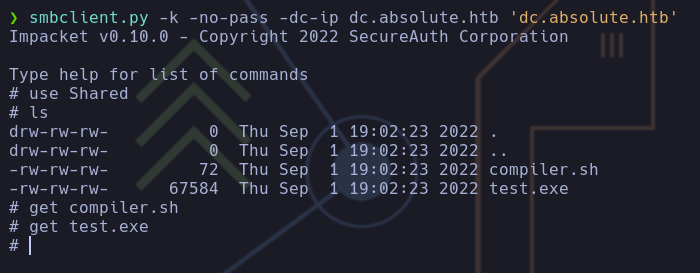 ❯ smbclient.py -k -no-pass -dc-ip dc.absolute.htb 'dc.absolute.htb'
Impacket v0.10.0 - Copyright 2022 SecureAuth Corporation

Type help for list of commands
# use Shared
# ls
drw-rw-rw-          0  Thu Sep  1 19:02:23 2022 .
drw-rw-rw-          0  Thu Sep  1 19:02:23 2022 ..
-rw-rw-rw-         72  Thu Sep  1 19:02:23 2022 compiler.sh
-rw-rw-rw-      67584  Thu Sep  1 19:02:23 2022 test.exe
# get compiler.sh
# get test.exe
#